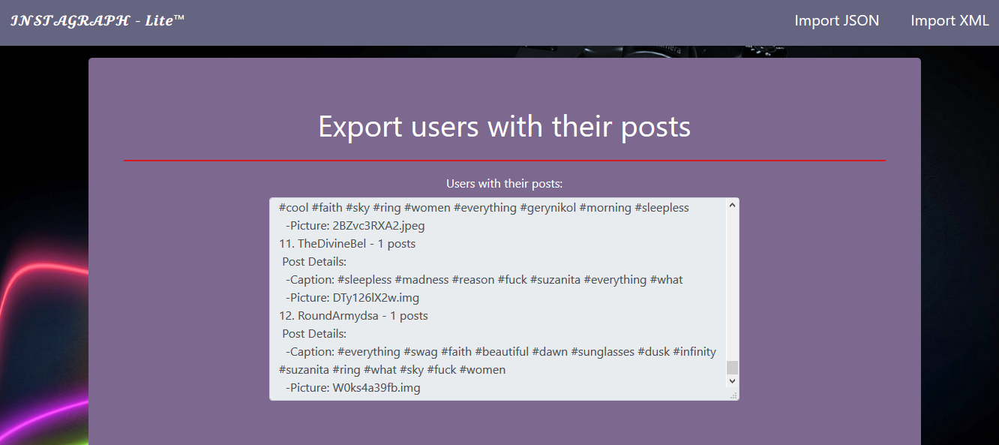 INSTAGRAPH - Lite™
Import JSON
Import XML
Export users with their posts
Users with their posts:
#cool #faith #sky #ring #women #everything #gerynikol #morning #sleepless
-Picture: 2BZvc3RXA2.jpeg
11. TheDivineBel - 1 posts
Post Details:
-Caption: #sleepless #madness #reason #fuck #suzanita #everything #what
-Picture: DTy126lX2w.img
12. RoundArmydsa - 1 posts
Post Details:
-Caption: #everything #swag #faith #beautiful #dawn #sunglasses #dusk #infinity
#suzanita #ring #what #sky #fuck #women
-Picture: W0ks4a39fb.img